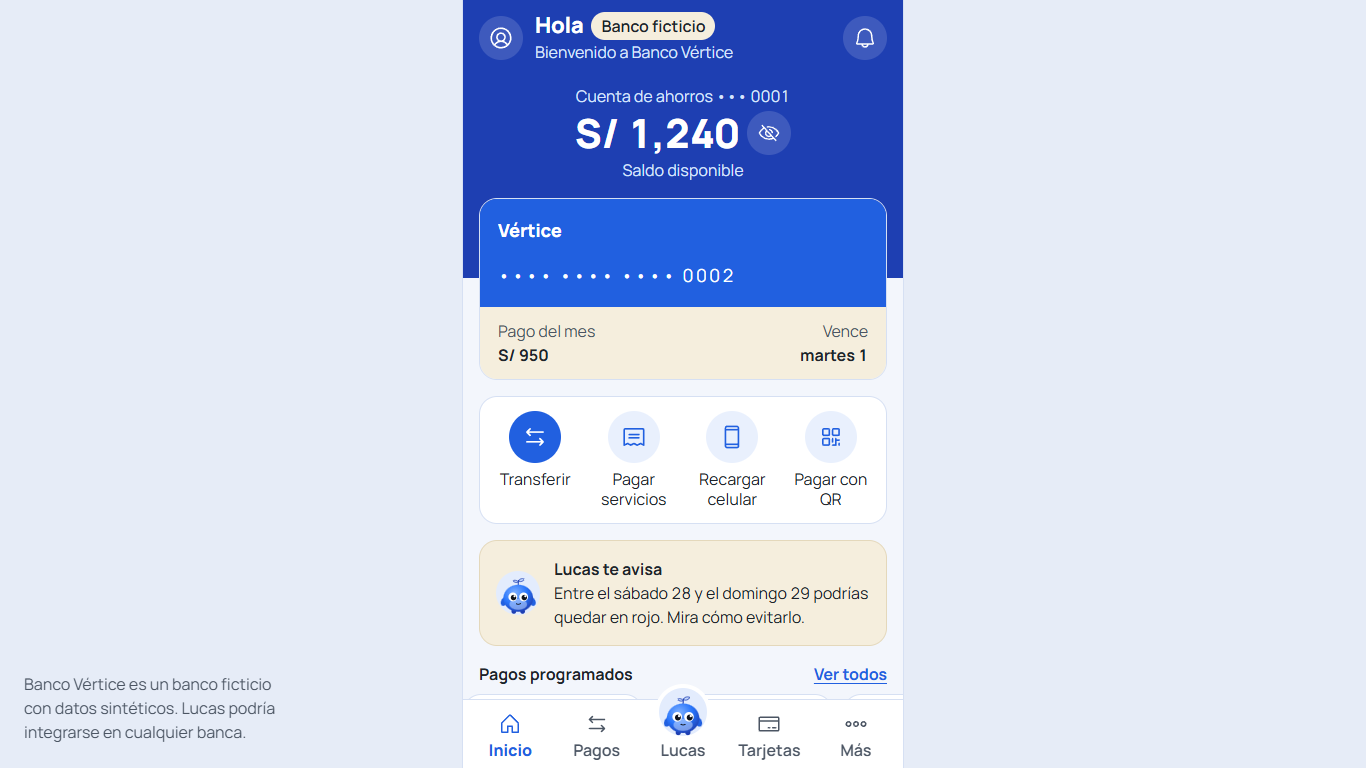 Hola Banco ficticio
Bienvenido a Banco Vértice
Cuenta de ahorros • • • 0001
S/ 1,240
Saldo disponible
Vértice
• • • • • • • • • • • • 0002
Pago del mes
Vence
S/ 950
martes 1
Transferir
Pagar
servicios
Recargar
celular
Pagar con
QR
Lucas te avisa
Entre el sábado 28 y el domingo 29 podrías
quedar en rojo. Mira cómo evitarlo.
Pagos programados
Ver todos
Inicio
Pagos
Lucas
Tarjetas
Más
Banco Vértice es un banco ficticio
con datos sintéticos. Lucas podría
integrarse en cualquier banca.